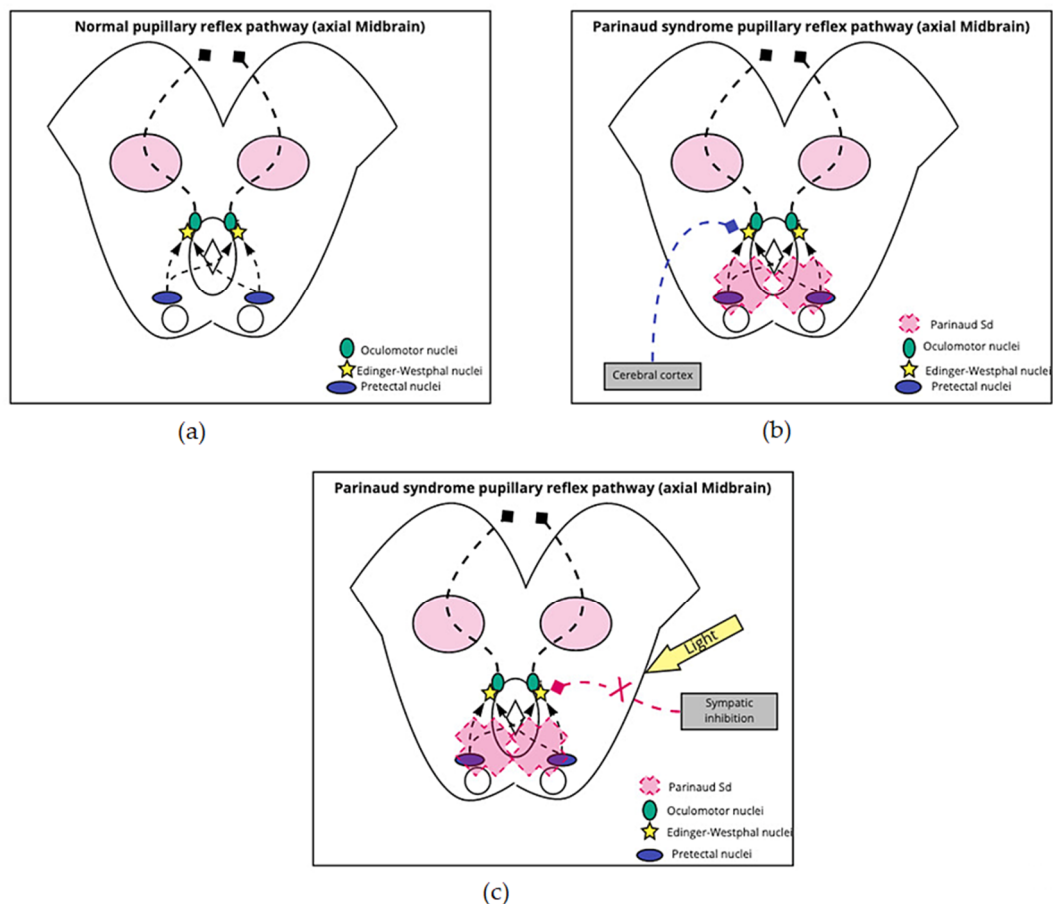 Normal pupillary reflex pathway (axial Midbrain)
Oculomotor nuclei
Edinger-Westphal nuclei
Pretectal nuclei
(a)
Parinaud syndrome pupillary reflex pathway (axial Midbrain)
Cerebral cortex
Parinaud Sd
Oculomotor nuclei
Edinger-Westphal nuclei
Pretectal nuclei
(b)
Parinaud syndrome pupillary reflex pathway (axial Midbrain)
Light
Sympatic
inhibition
Parinaud Sd
Oculomotor nuclei
Edinger-Westphal nuclei
Pretectal nuclei
(c)